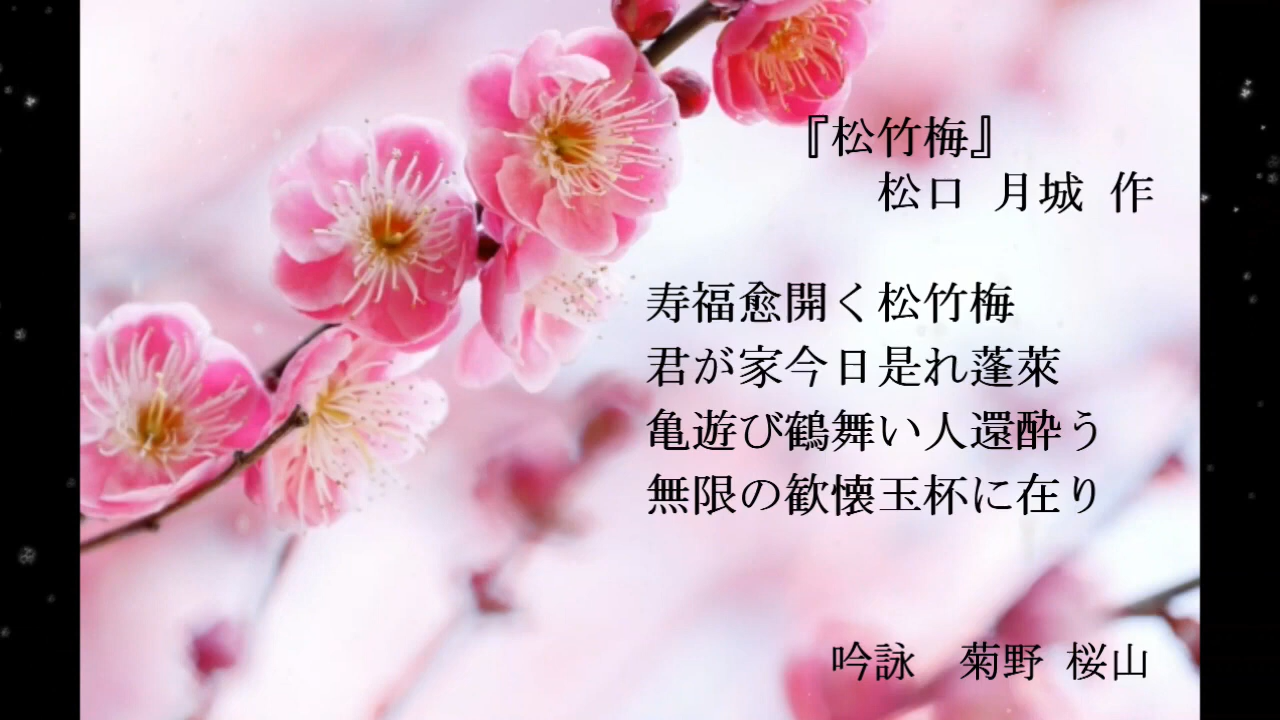 『松竹梅』
松口 月城 作
寿福愈開く松竹梅
君が家今日是れ蓬萊
亀遊び鶴舞い人還酔う
無限の歓懐玉杯に在り
吟詠 菊野 桜山